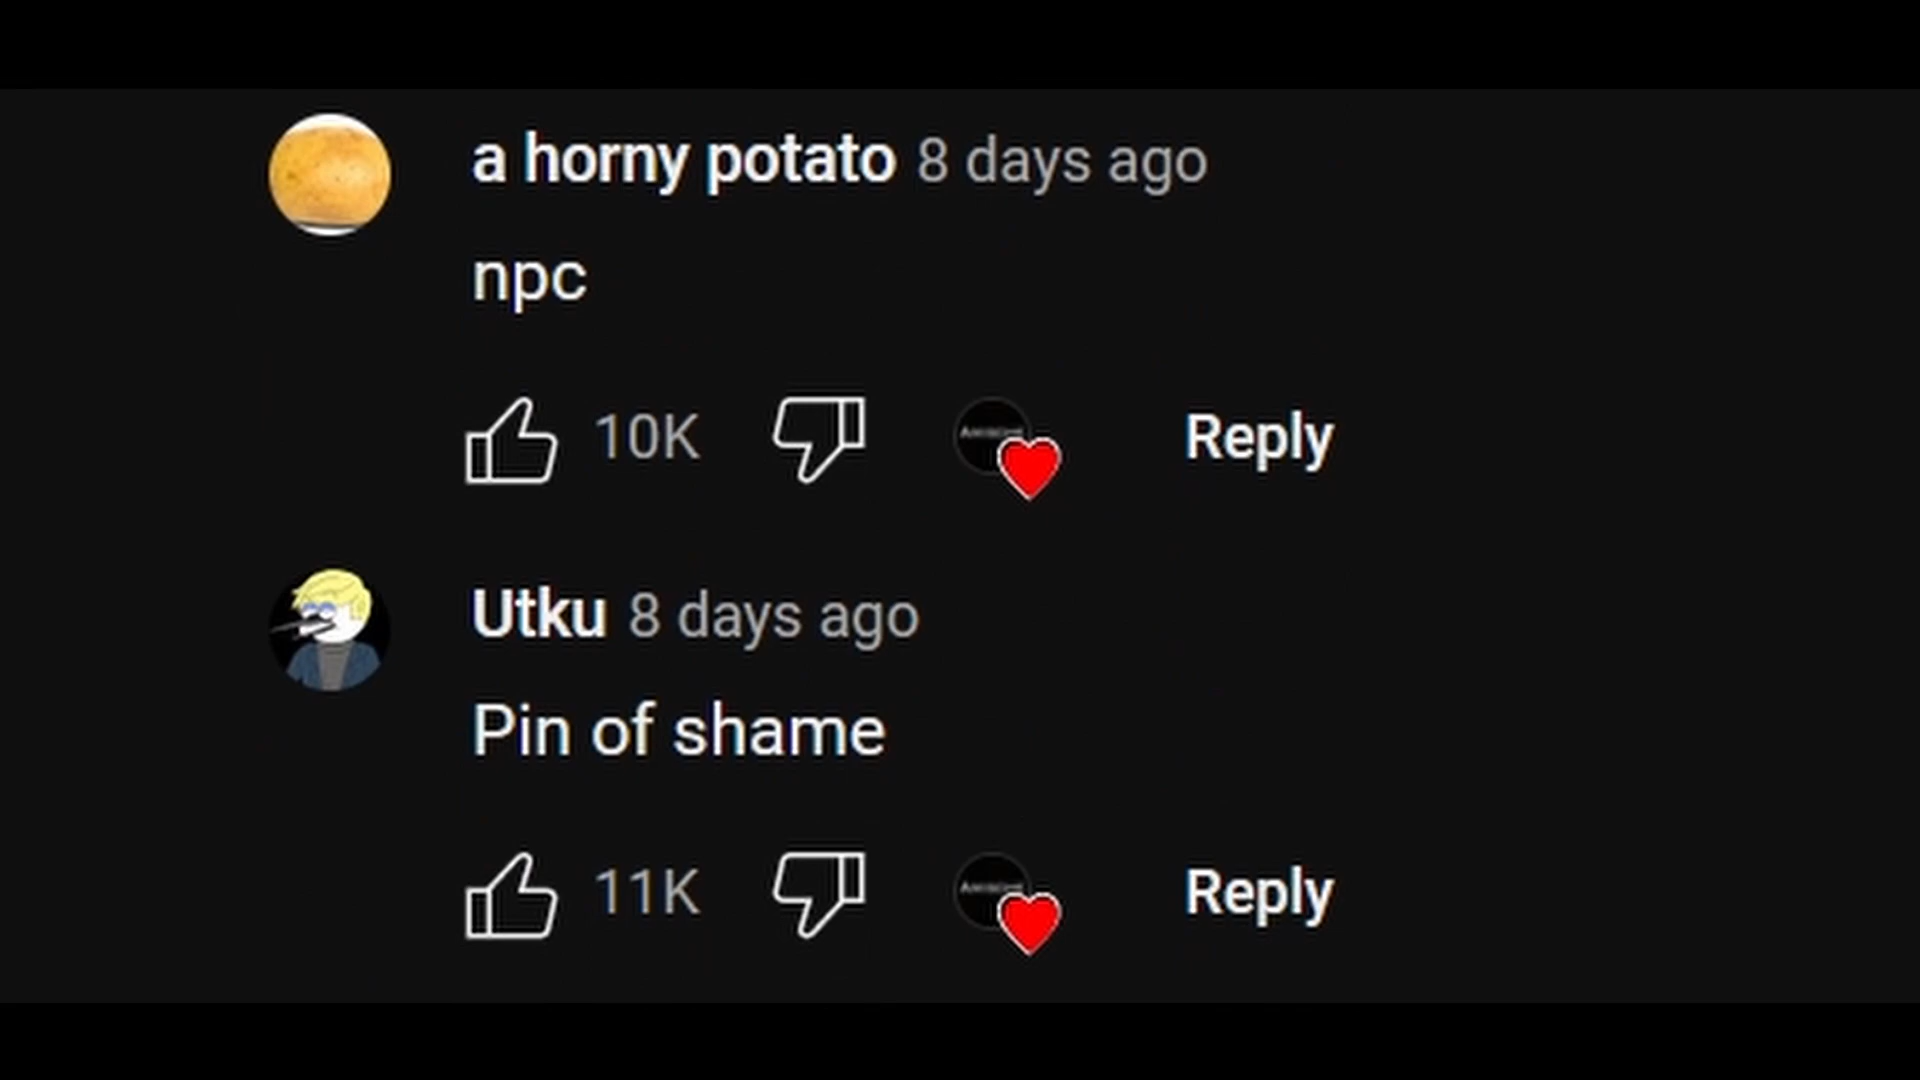 a horny potato 8 days ago
npc
10K
Reply
Utku 8 days ago
Pin of shame
11K
Reply